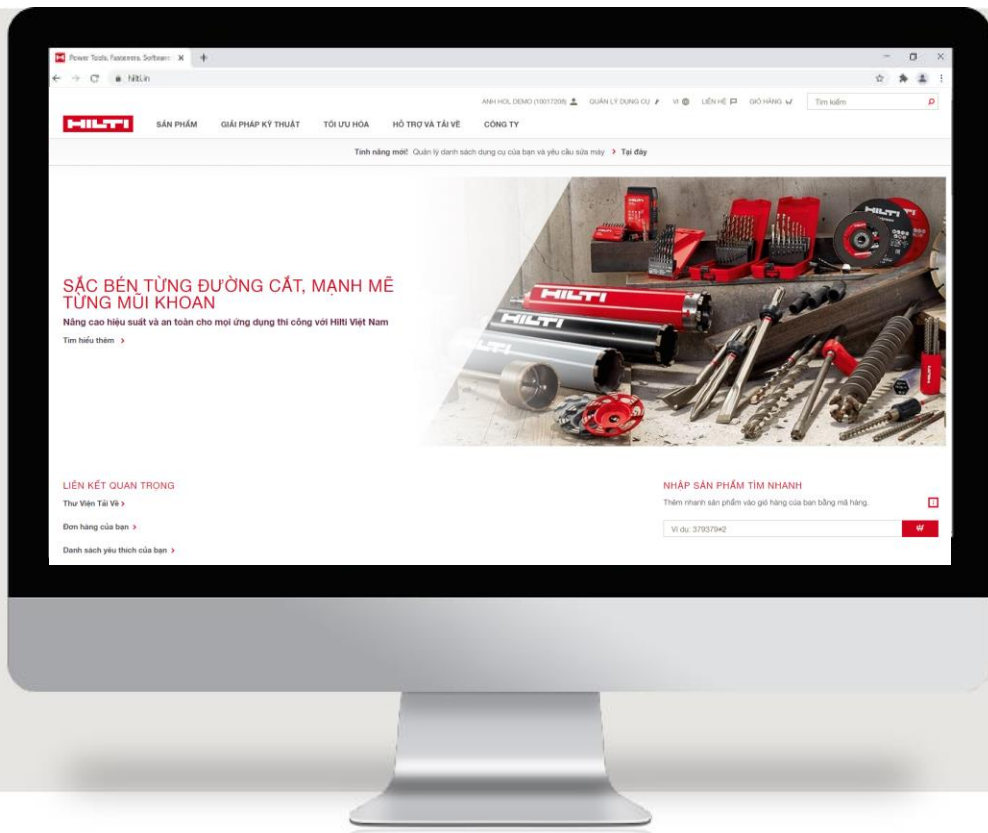 Power Tools, Fasteners, Software
hilti.in
ANH HOL DEMO (10017208) QUẢN LÝ DỤNG CỤ VI LIÊN HỆ GIỎ HÀNG Tìm kiếm
HILTI SẢN PHẨM GIẢI PHÁP KỸ THUẬT TỐI ƯU HÓA HỖ TRỢ VÀ TẢI VỀ CÔNG TY
Tính năng mới! Quản lý danh sách dụng cụ của bạn và yêu cầu sửa máy > Tại đây
SẮC BÉN TỪNG ĐƯỜNG CẮT, MẠNH MẼ
TỪNG MŨI KHOAN
Nâng cao hiệu suất và an toàn cho mọi ứng dụng thi công với Hilti Việt Nam
Tìm hiểu thêm >
HILTI
HILTI
HILTI
HILTI
LIÊN KẾT QUAN TRỌNG
Thư Viện Tải Về >
Đơn hàng của bạn >
Danh sách yêu thích của bạn >
NHẬP SẢN PHẨM TÌM NHANH
Thêm nhanh sản phẩm vào giỏ hàng của bạn bằng mã hàng.
Ví dụ: 379379#2